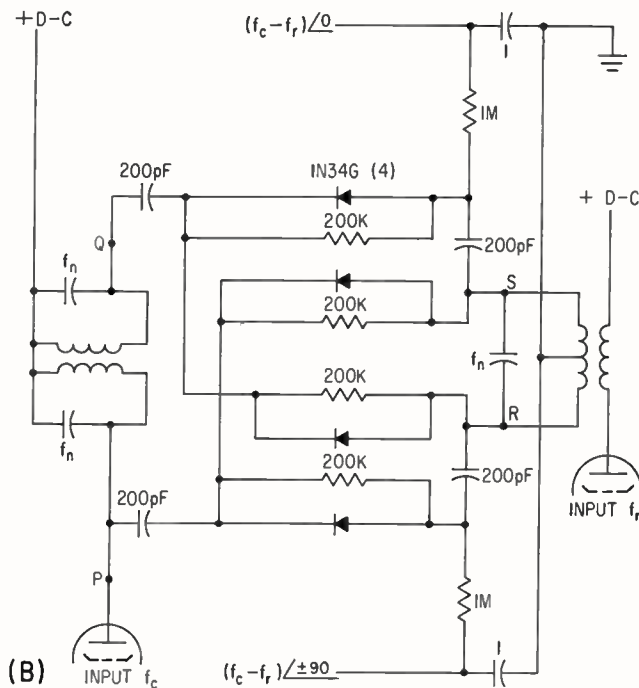 +D-C
(fc-fr)/0
1
1M
200pF
IN34G (4)
+ D-C
Q
200K
200pF
fn
S
200K
fn
200K
R
fn
200K
200pF
200pF
INPUT fr
P
1M
1
(B)
INPUT fc
(fc-fr)/±90